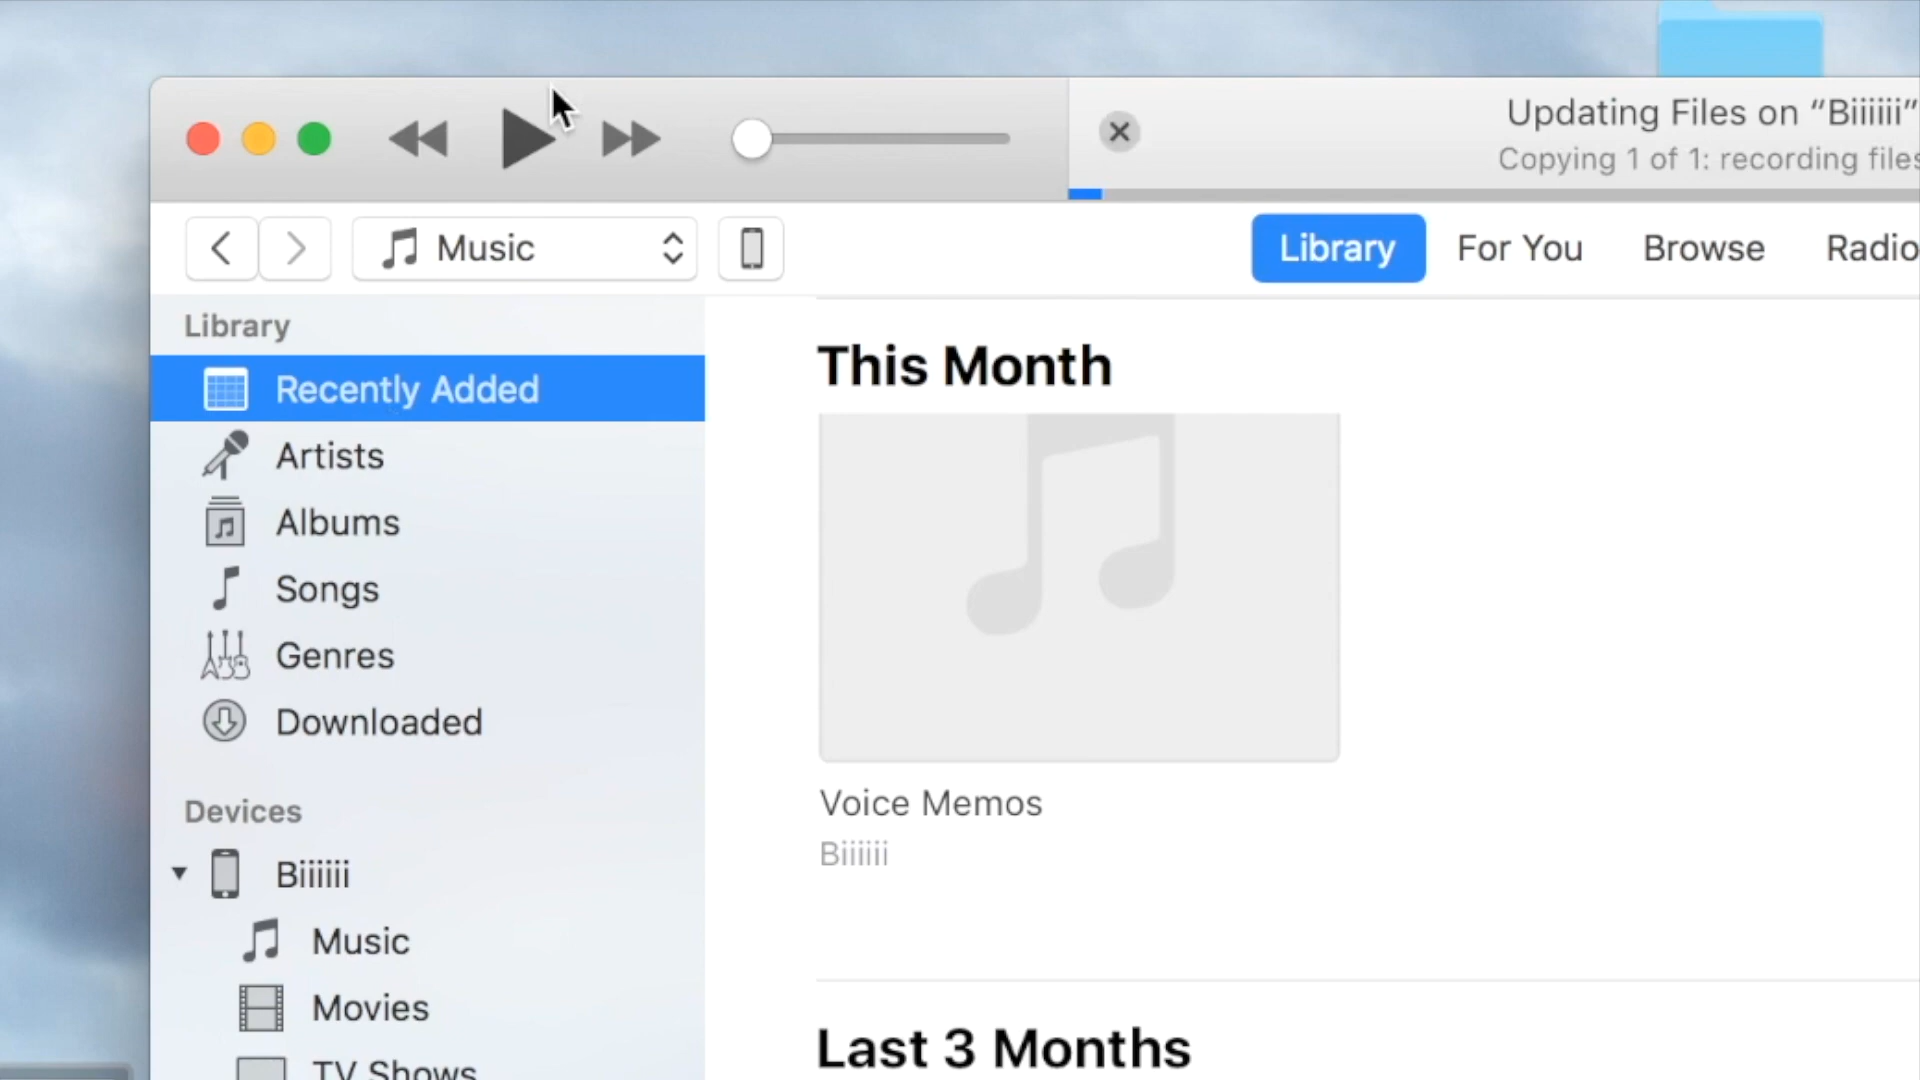 Updating Files on “Biiiiii”
Copying 1 of 1: recording files
Music
Library
For You
Browse
Radio
Library
Recently Added
Artists
Albums
Songs
Genres
Downloaded
Devices
Biiiiii
Music
Movies
TV Shows
This Month
Voice Memos
Biiiiii
Last 3 Months